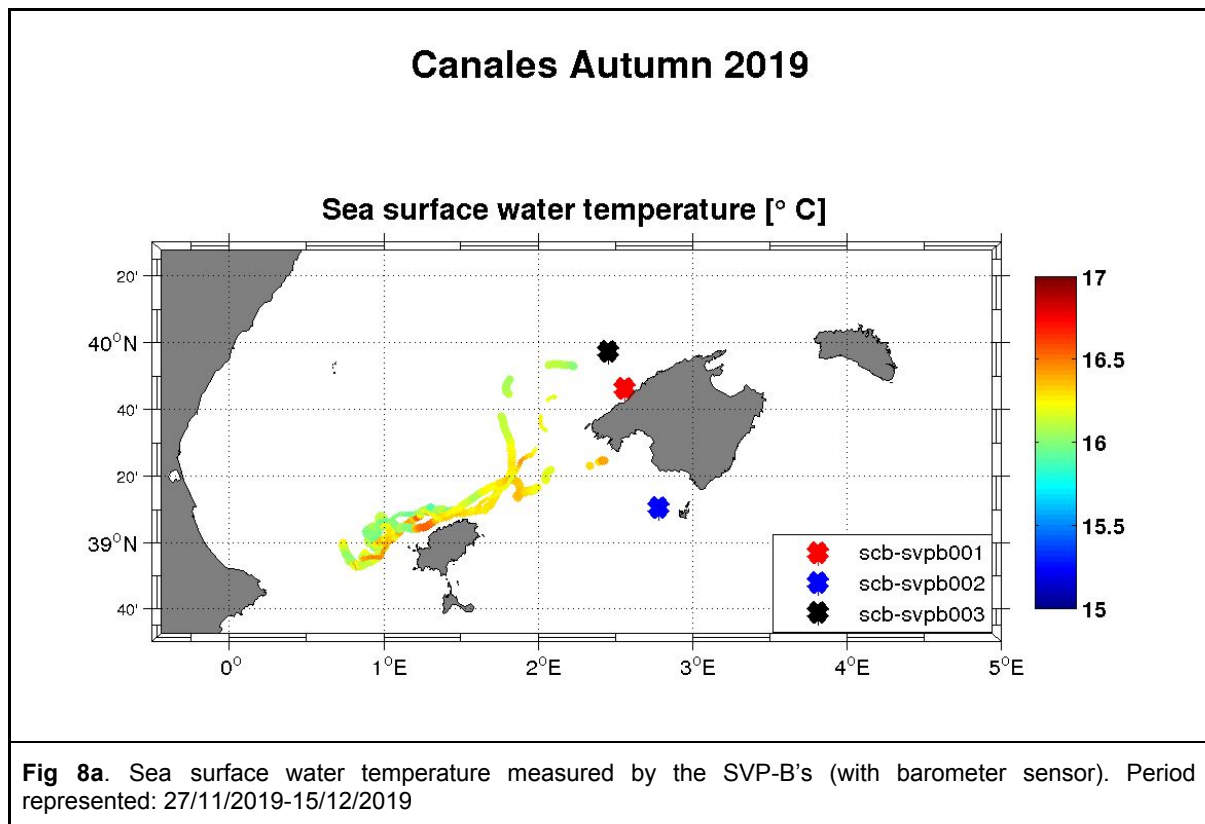 Canales Autumn 2019
Sea surface water temperature [° C]
20'
40°N
40'
20'
39°N
40'
0°
1°E
2°E
3°E
4°E
5°E
scb-svpb001
scb-svpb002
scb-svpb003
17
16.5
16
15.5
15
Fig 8a. Sea surface water temperature measured by the SVP-B's (with barometer sensor). Period
represented: 27/11/2019-15/12/2019